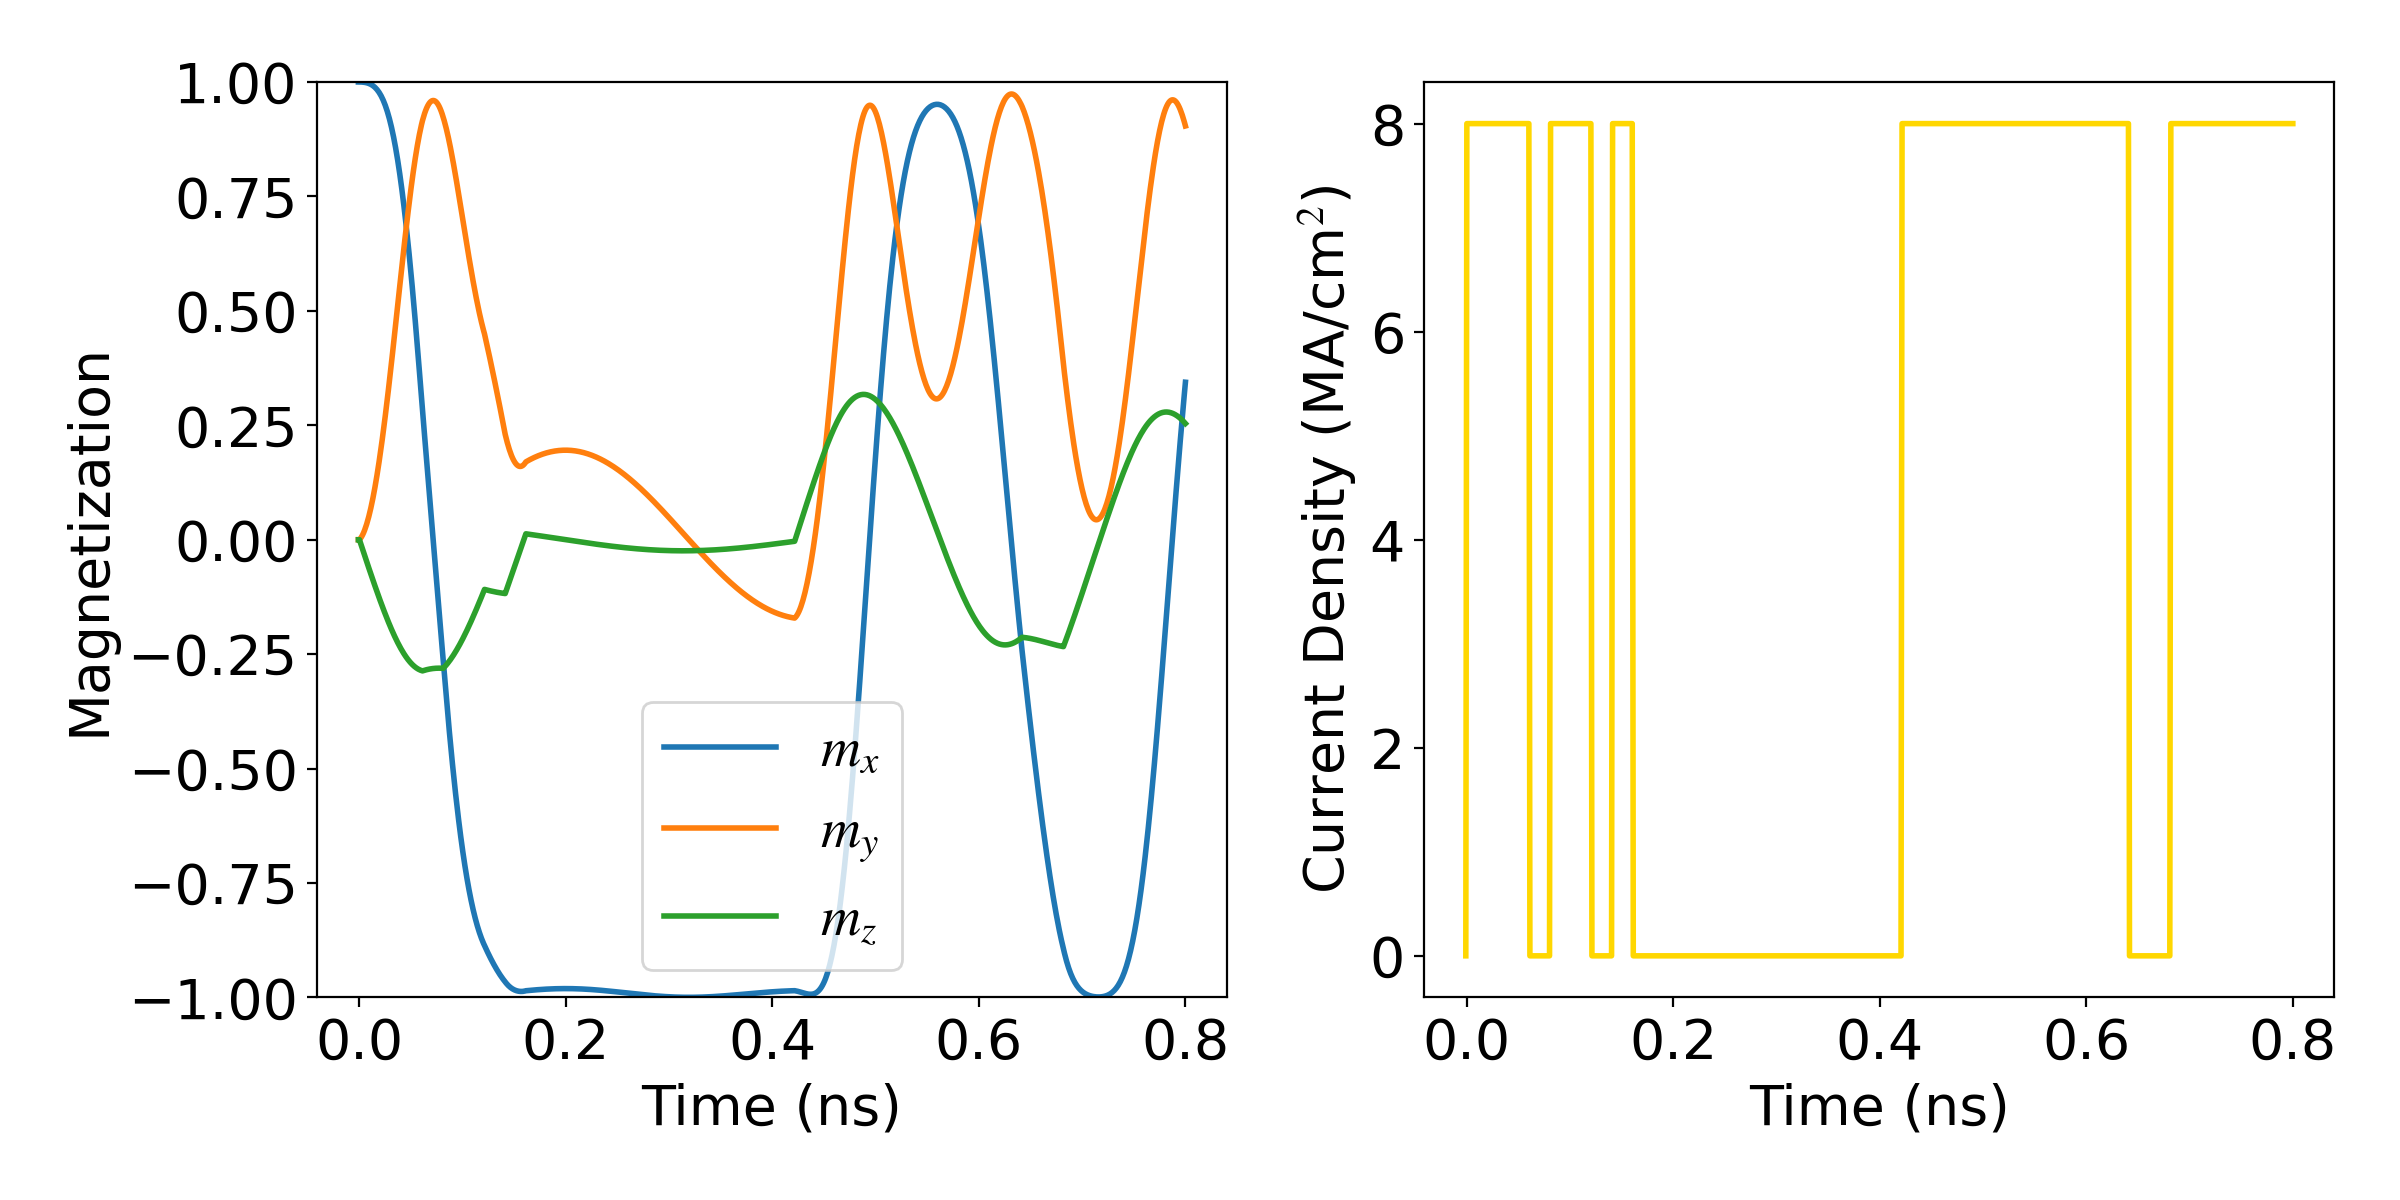 1.00
0.75
0.50
0.25
0.00
−0.25
−0.50
−0.75
−1.00
Magnetization
0.0 0.2 0.4 0.6 0.8
Time (ns)
m_x
m_y
m_z
8
6
4
2
0
Current Density (MA/cm²)
0.0 0.2 0.4 0.6 0.8
Time (ns)